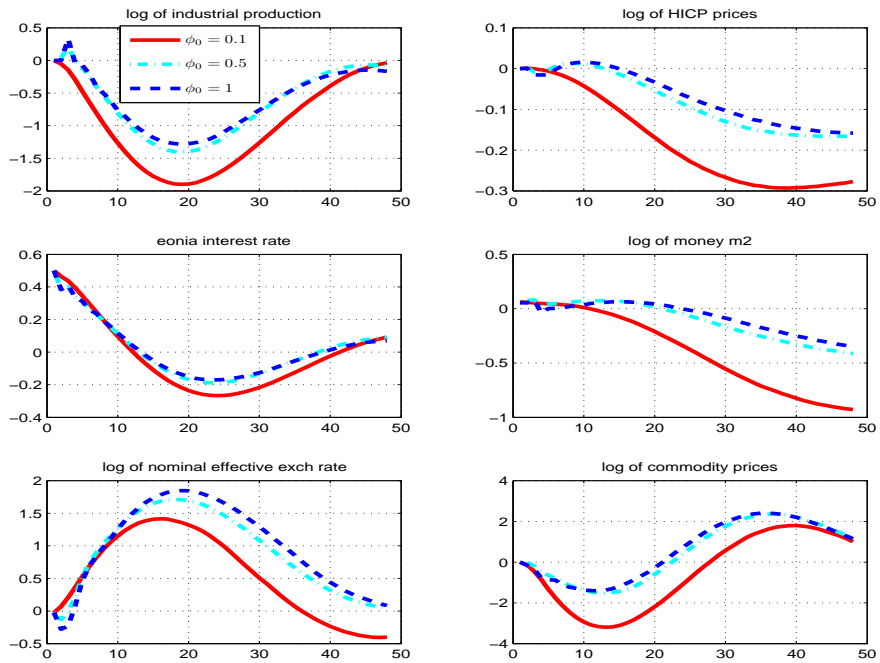 log of industrial production
0.5
0
−0.5
−1
−1.5
−2
0 10 20 30 40 50
ϕ₀ = 0.1
ϕ₀ = 0.5
ϕ₀ = 1
log of HICP prices
0.1
0
−0.1
−0.2
−0.3
0 10 20 30 40 50
eonia interest rate
0.6
0.4
0.2
0
−0.2
−0.4
0 10 20 30 40 50
log of money m2
0.5
0
−0.5
−1
0 10 20 30 40 50
log of nominal effective exch rate
2
1.5
1
0.5
0
−0.5
0 10 20 30 40 50
log of commodity prices
4
2
0
−2
−4
0 10 20 30 40 50